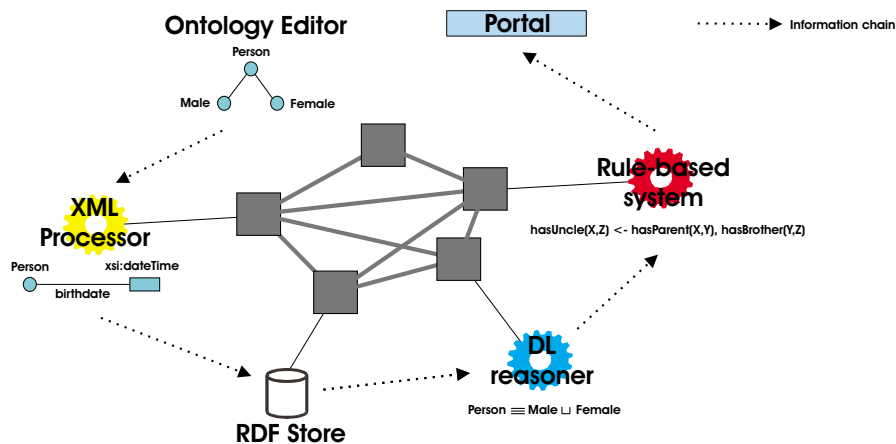 Ontology Editor
Person
Male
Female
Portal
Information chain
XML
Processor
Person
xsi:dateTime
birthdate
Rule-based
system
hasUncle(X,Z) <- hasParent(X,Y), hasBrother(Y,Z)
RDF Store
DL
reasoner
Person ≡ Male ⊔ Female